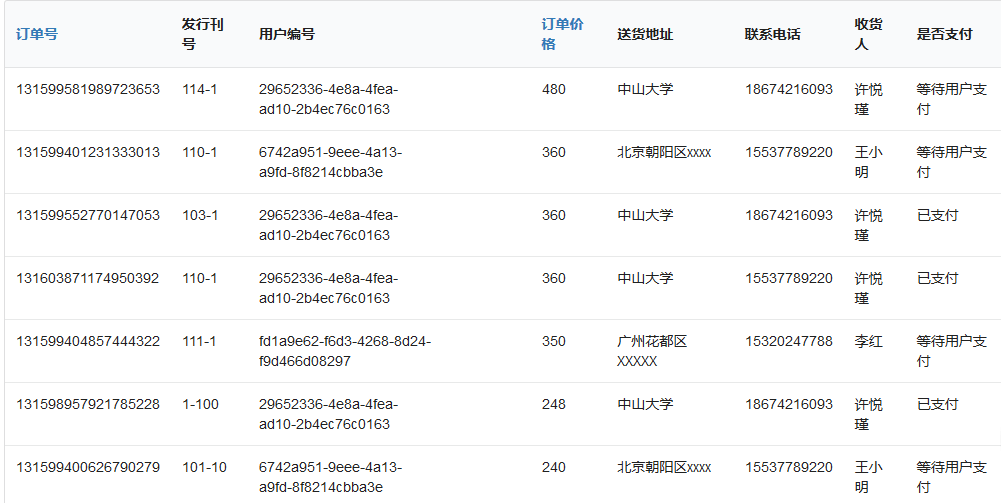 订单号 发行刊号 用户编号 订单价格 送货地址 联系电话 收货人 是否支付
131599581989723653 114-1 29652336-4e8a-4fea-ad10-2b4ec76c0163 480 中山大学 18674216093 许悦瑾 等待用户支付
131599401231333013 110-1 6742a951-9eee-4a13-a9fd-8f8214cbba3e 360 北京朝阳区xxxx 15537789220 王小明 等待用户支付
131599552770147053 103-1 29652336-4e8a-4fea-ad10-2b4ec76c0163 360 中山大学 18674216093 许悦瑾 已支付
131603871174950392 110-1 29652336-4e8a-4fea-ad10-2b4ec76c0163 360 中山大学 15537789220 许悦瑾 已支付
131599404857444322 111-1 fd1a9e62-f6d3-4268-8d24-f9d466d08297 350 广州花都区XXXXX 15320247788 李红 等待用户支付
131598957921785228 1-100 29652336-4e8a-4fea-ad10-2b4ec76c0163 248 中山大学 18674216093 许悦瑾 已支付
131599400626790279 101-10 6742a951-9eee-4a13-a9fd-8f8214cbba3e 240 北京朝阳区xxxx 15537789220 王小明 等待用户支付